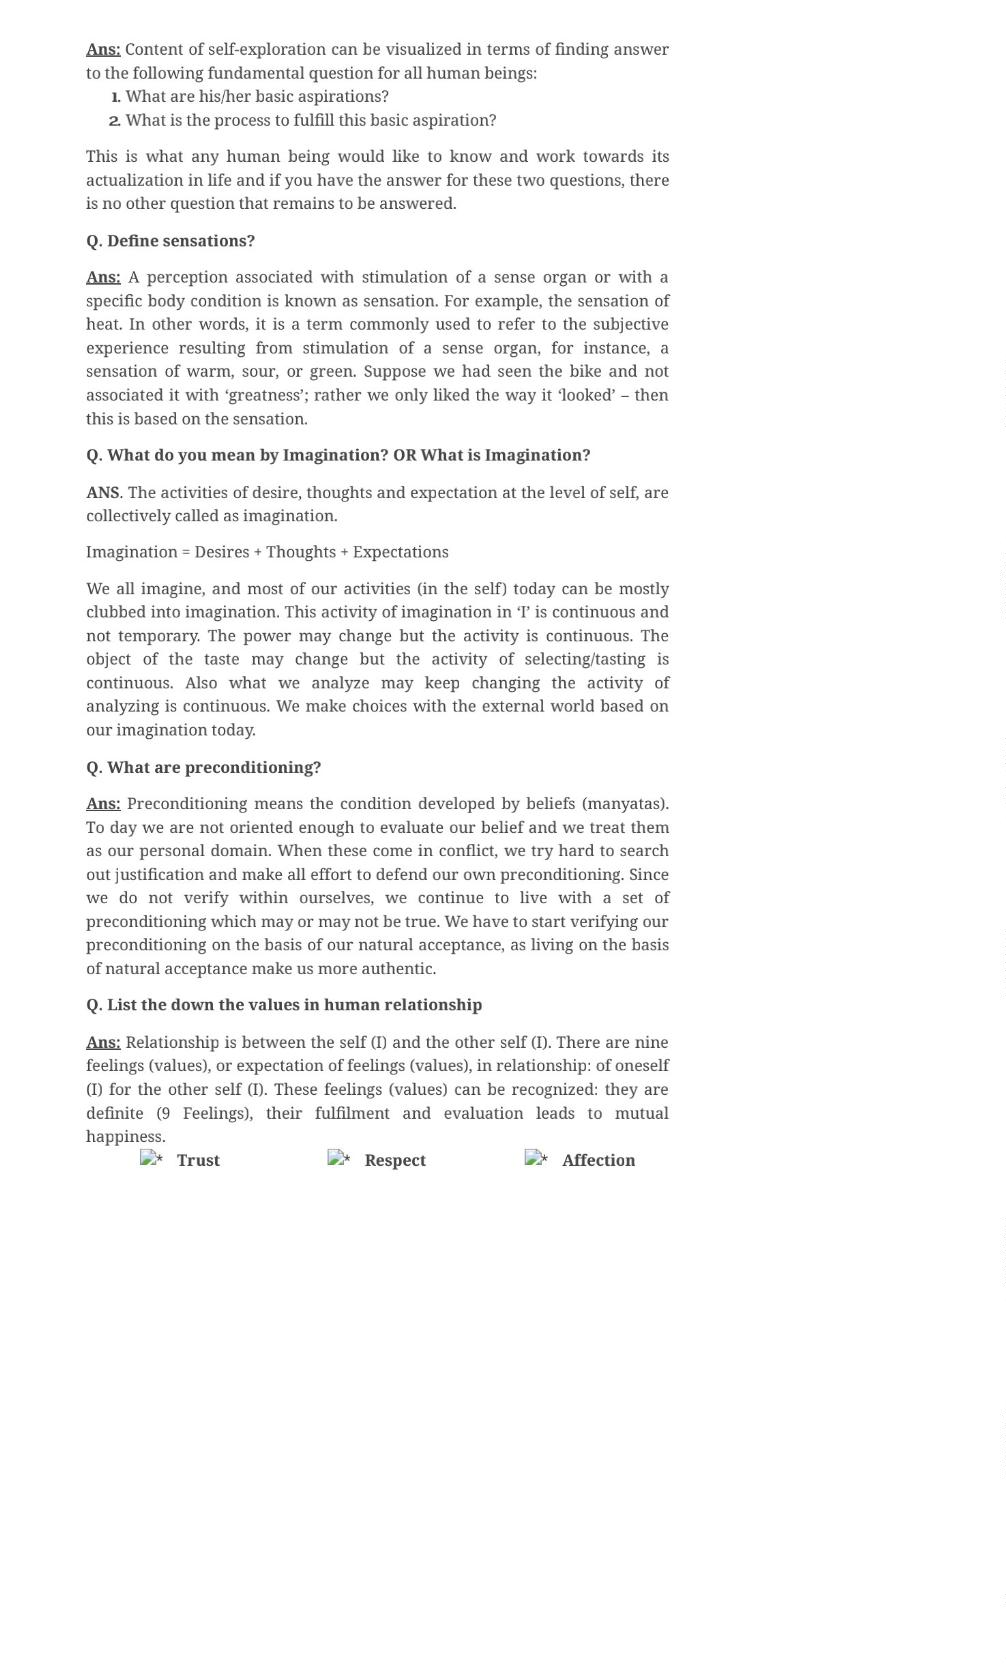 Ans: Content of self-exploration can be visualized in terms of finding answer
to the following fundamental question for all human beings:
1. What are his/her basic aspirations?
2. What is the process to fulfill this basic aspiration?
This is what any human being would like to know and work towards its
actualization in life and if you have the answer for these two questions, there
is no other question that remains to be answered.
Q. Define sensations?
Ans: A perception associated with stimulation of a sense organ or with a
specific body condition is known as sensation. For example, the sensation of
heat. In other words, it is a term commonly used to refer to the subjective
experience resulting from stimulation of a sense organ, for instance, a
sensation of warm, sour, or green. Suppose we had seen the bike and not
associated it with ‘greatness’; rather we only liked the way it ‘looked’ – then
this is based on the sensation.
Q. What do you mean by Imagination? OR What is Imagination?
ANS. The activities of desire, thoughts and expectation at the level of self, are
collectively called as imagination.
Imagination = Desires + Thoughts + Expectations
We all imagine, and most of our activities (in the self) today can be mostly
clubbed into imagination. This activity of imagination in ‘I’ is continuous and
not temporary. The power may change but the activity is continuous. The
object of the taste may change but the activity of selecting/tasting is
continuous. Also what we analyze may keep changing the activity of
analyzing is continuous. We make choices with the external world based on
our imagination today.
Q. What are preconditioning?
Ans: Preconditioning means the condition developed by beliefs (manyatas).
To day we are not oriented enough to evaluate our belief and we treat them
as our personal domain. When these come in conflict, we try hard to search
out justification and make all effort to defend our own preconditioning. Since
we do not verify within ourselves, we continue to live with a set of
preconditioning which may or may not be true. We have to start verifying our
preconditioning on the basis of our natural acceptance, as living on the basis
of natural acceptance make us more authentic.
Q. List the down the values in human relationship
Ans: Relationship is between the self (I) and the other self (I). There are nine
feelings (values), or expectation of feelings (values), in relationship: of oneself
(I) for the other self (I). These feelings (values) can be recognized: they are
definite (9 Feelings), their fulfilment and evaluation leads to mutual
happiness.
* Trust * Respect * Affection